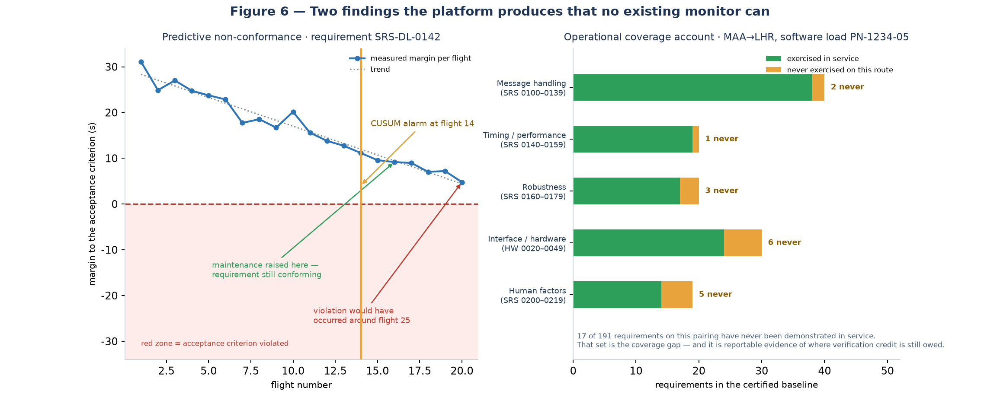 Figure 6 — Two findings the platform produces that no existing monitor can
Predictive non-conformance · requirement SRS-DL-0142
measured margin per flight
trend
CUSUM alarm at flight 14
maintenance raised here —
requirement still conforming
violation would have
occurred around flight 25
red zone = acceptance criterion violated
margin to the acceptance criterion (s)
30
20
10
0
-10
-20
-30
2.5 5.0 7.5 10.0 12.5 15.0 17.5 20.0
flight number
Operational coverage account · MAA→LHR, software load PN-1234-05
exercised in service
never exercised on this route
Message handling
(SRS 0100–0139)
2 never
Timing / performance
(SRS 0140–0159)
1 never
Robustness
(SRS 0160–0179)
3 never
Interface / hardware
(HW 0020–0049)
6 never
Human factors
(SRS 0200–0219)
5 never
17 of 191 requirements on this pairing have never been demonstrated in service.
That set is the coverage gap — and it is reportable evidence of where verification credit is still owed.
0 10 20 30 40 50
requirements in the certified baseline